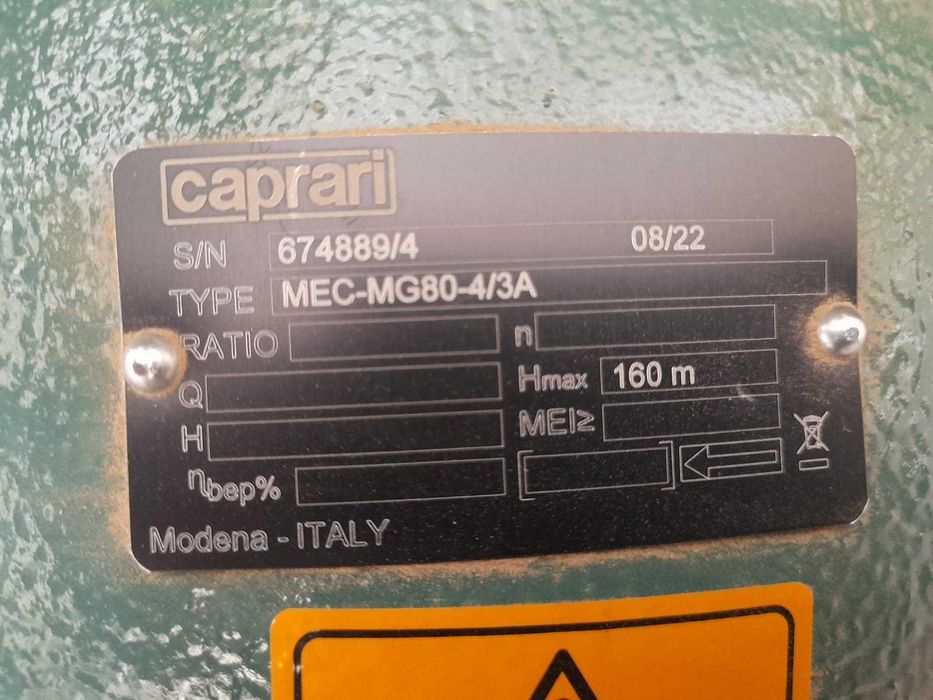 caprari
S/N 674889/4 08/22
TYPE MEC-MG80-4/3A
RATIO n
Q Hmax 160 m
H MEI≥
ηbep%
Modena - ITALY